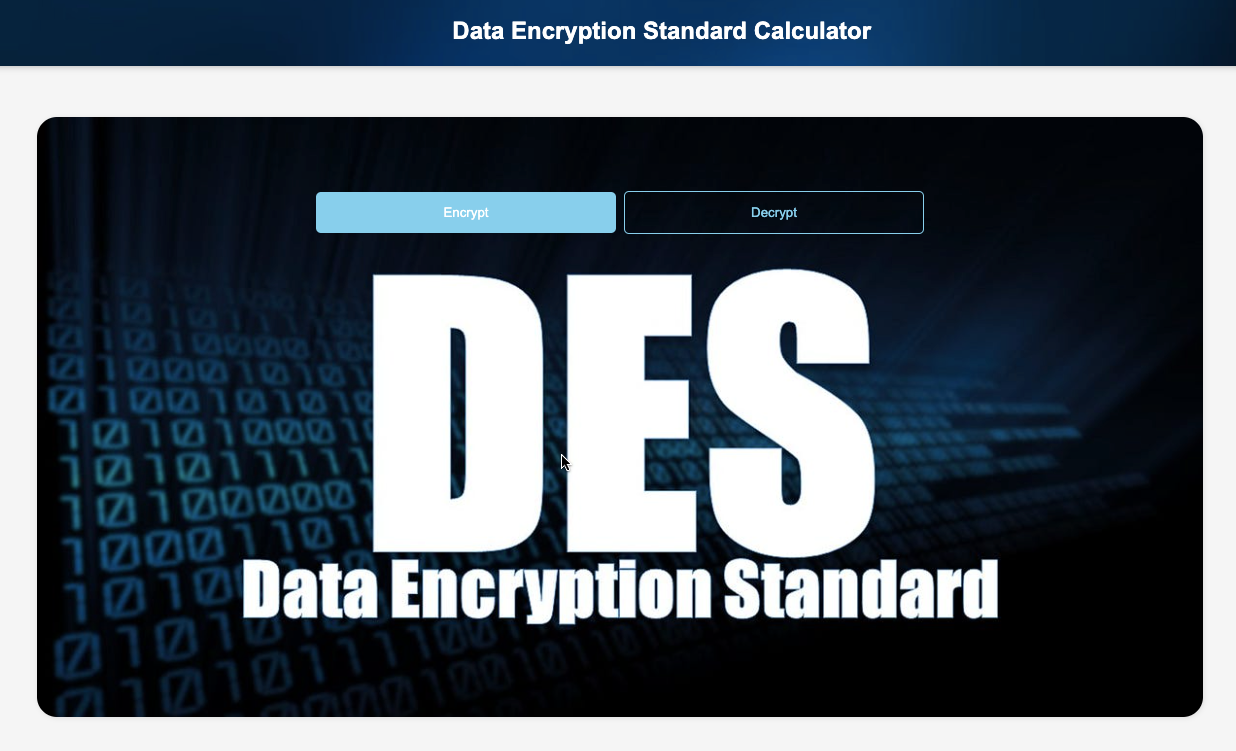 Data Encryption Standard Calculator
Encrypt
Decrypt
DES
Data Encryption Standard